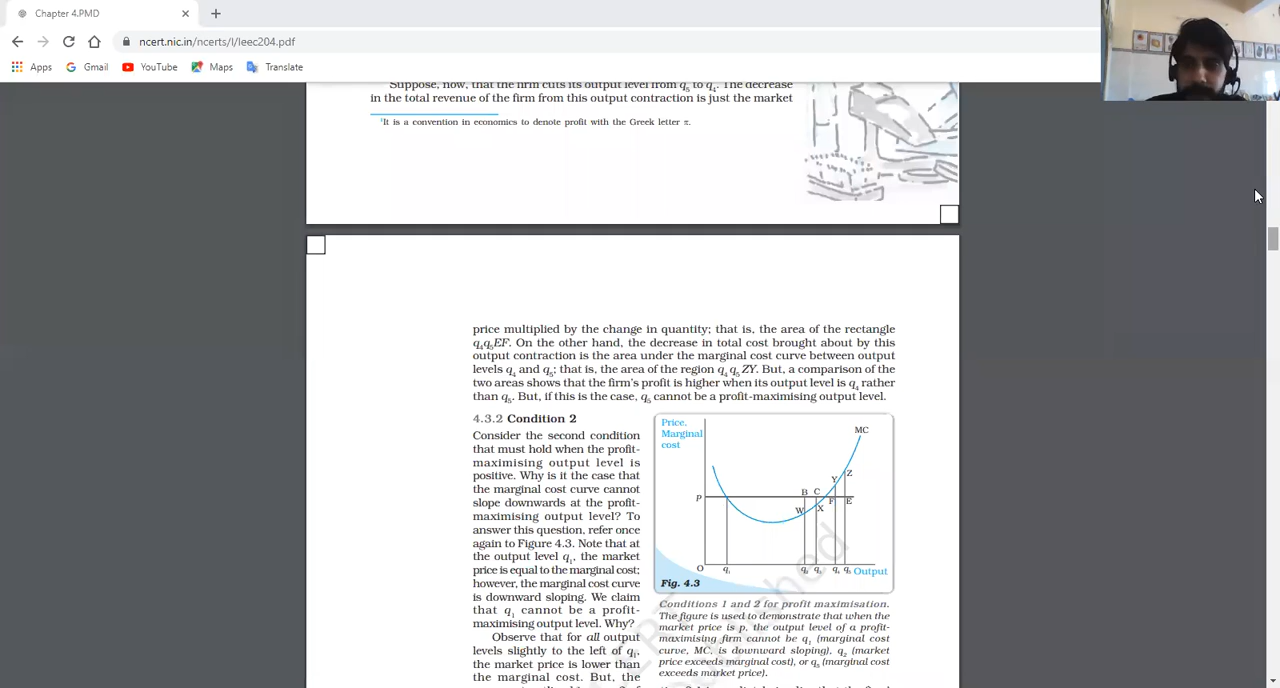 Chapter 4.PMD
ncert.nic.in/ncerts/l/leec204.pdf
Apps Gmail YouTube Maps Translate
Suppose, now, that the firm cuts its output level from q5 to q4. The decrease
in the total revenue of the firm from this output contraction is just the market
1It is a convention in economics to denote profit with the Greek letter π.
price multiplied by the change in quantity; that is, the area of the rectangle
q4q5EF. On the other hand, the decrease in total cost brought about by this
output contraction is the area under the marginal cost curve between output
levels q4 and q5; that is, the area of the region q4 q5 ZY. But, a comparison of the
two areas shows that the firm's profit is higher when its output level is q4 rather
than q5. But, if this is the case, q5 cannot be a profit-maximising output level.
4.3.2 Condition 2
Consider the second condition
that must hold when the profit-
maximising output level is
positive. Why is it the case that
the marginal cost curve cannot
slope downwards at the profit-
maximising output level? To
answer this question, refer once
again to Figure 4.3. Note that at
the output level q1, the market
price is equal to the marginal cost;
however, the marginal cost curve
is downward sloping. We claim
that q1 cannot be a profit-
maximising output level. Why?
Observe that for all output
levels slightly to the left of q1,
the market price is lower than
the marginal cost. But, the
Price,
Marginal
cost
MC
Z
Y
B C
p
F E
W X
O q1 q2 q3 q4 q5 Output
Fig. 4.3
Conditions 1 and 2 for profit maximisation.
The figure is used to demonstrate that when the
market price is p, the output level of a profit-
maximising firm cannot be q1 (marginal cost
curve, MC, is downward sloping), q2 (market
price exceeds marginal cost), or q5 (marginal cost
exceeds market price).